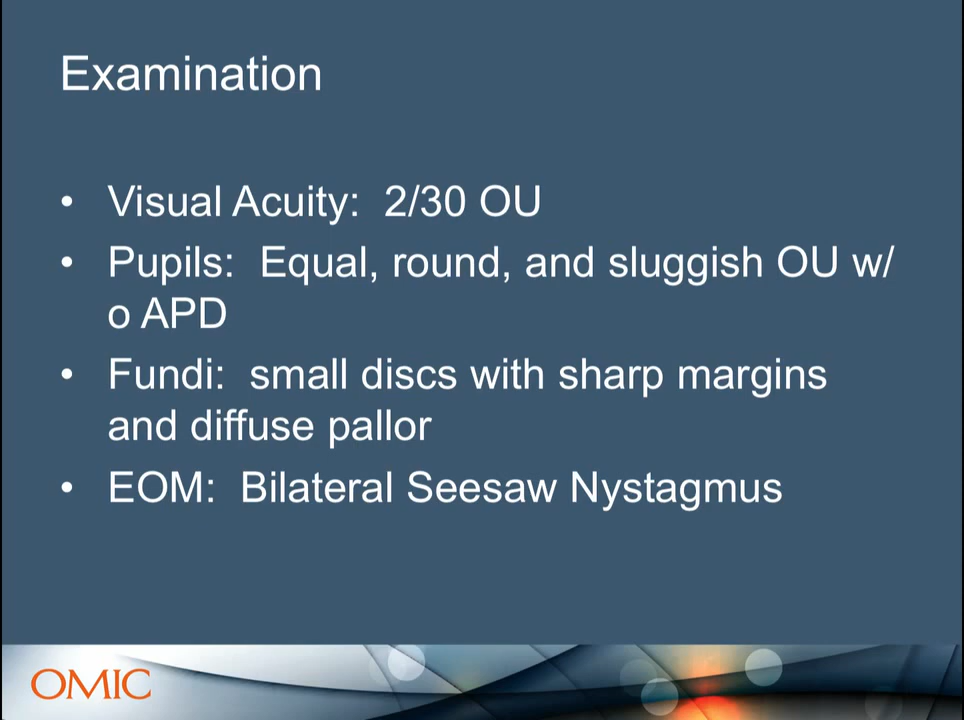 Examination
• Visual Acuity: 2/30 OU
• Pupils: Equal, round, and sluggish OU w/
o APD
• Fundi: small discs with sharp margins
and diffuse pallor
• EOM: Bilateral Seesaw Nystagmus
OMIC